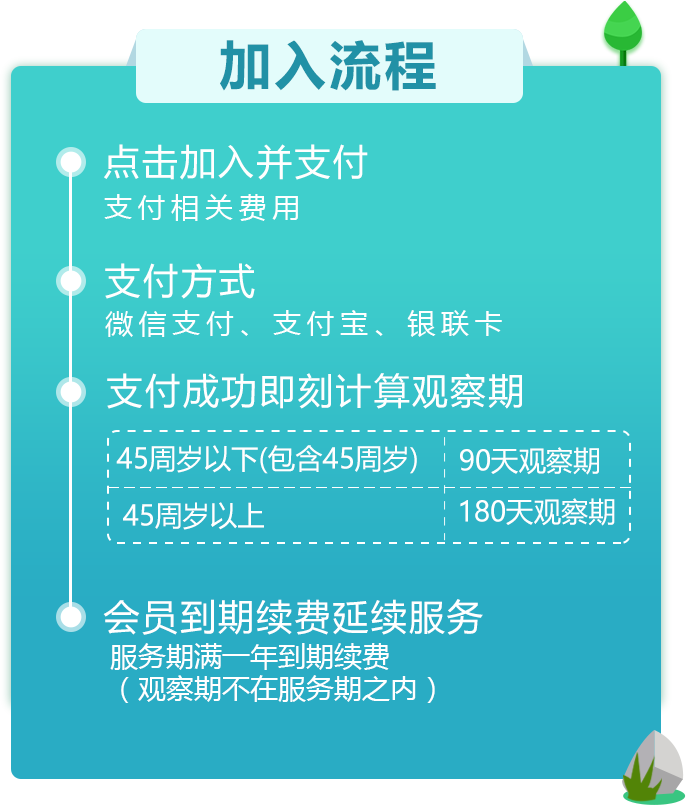 加入流程
点击加入并支付
支付相关费用
支付方式
微信支付、支付宝、银联卡
支付成功即刻计算观察期
45周岁以下(包含45周岁) 90天观察期
45周岁以上 180天观察期
会员到期续费延续服务
服务期满一年到期续费
（观察期不在服务期之内）